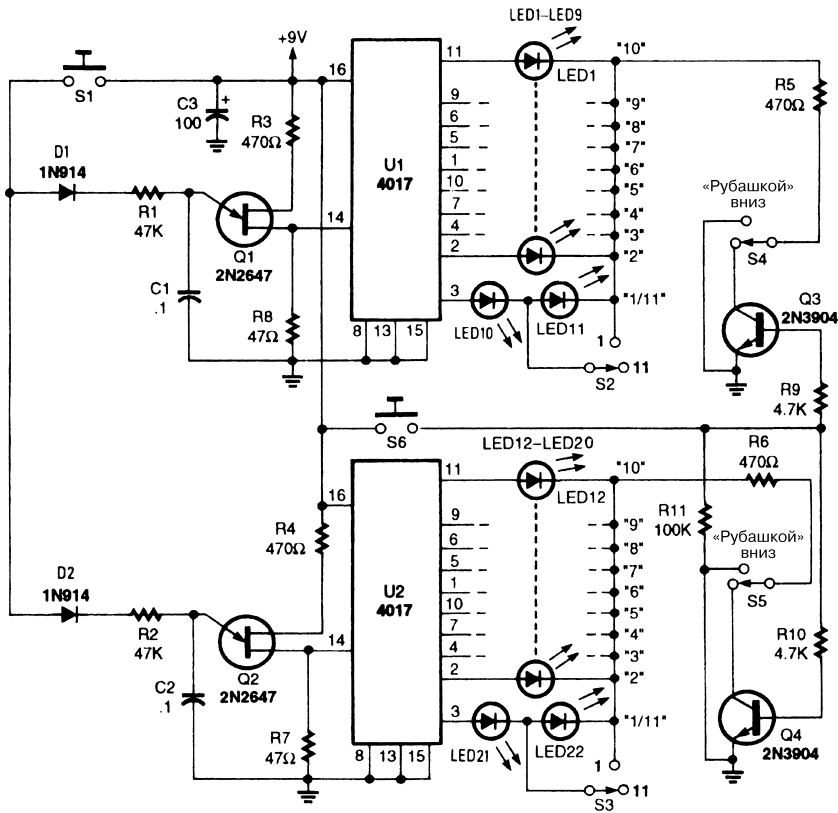 LED1–LED9
+9V
11
"10"
16
LED1
S1
C3
100
+
R3
470Ω
R5
470Ω
9
"9"
6
"8"
5
"7"
D1
1N914
U1
4017
1
"6"
10
"5"
«Рубашкой»
вниз
R1
47K
14
7
"4"
4
"3"
S4
Q1
2N2647
2
"2"
C1
.1
R8
47Ω
3
"1/11"
LED10
LED11
Q3
2N3904
8
13
15
1
11
S2
R9
4.7K
S6
LED12–LED20
R6
470Ω
11
"10"
16
LED12
R4
470Ω
R11
100K
9
"9"
6
"8"
«Рубашкой»
вниз
5
"7"
D2
1N914
U2
4017
1
"6"
S5
10
"5"
R2
47K
14
7
"4"
R10
4.7K
4
"3"
Q2
2N2647
2
"2"
C2
.1
R7
47Ω
3
"1/11"
LED21
LED22
Q4
2N3904
8
13
15
1
11
S3